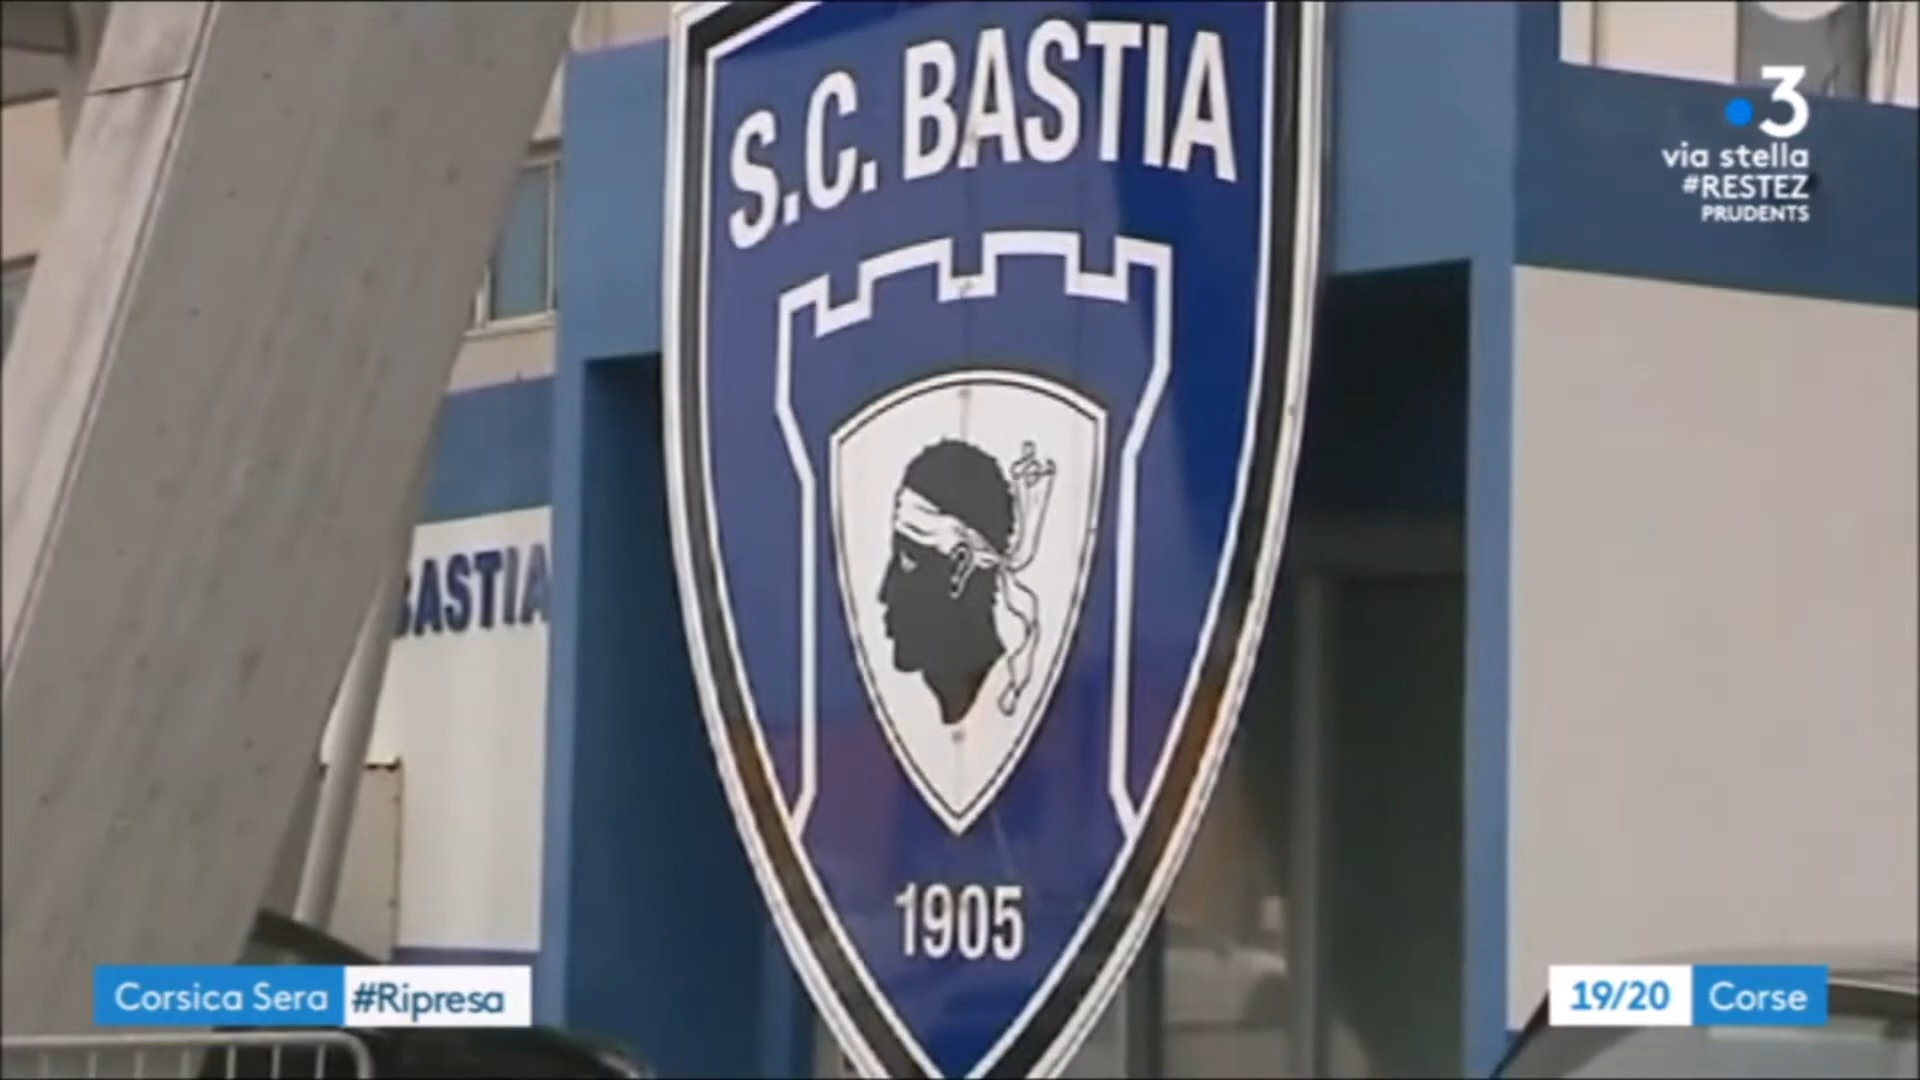 S.C. BASTIA
3
via stella
#RESTEZ
PRUDENTS
BASTIA
1905
Corsica Sera #Ripresa
19/20 Corse